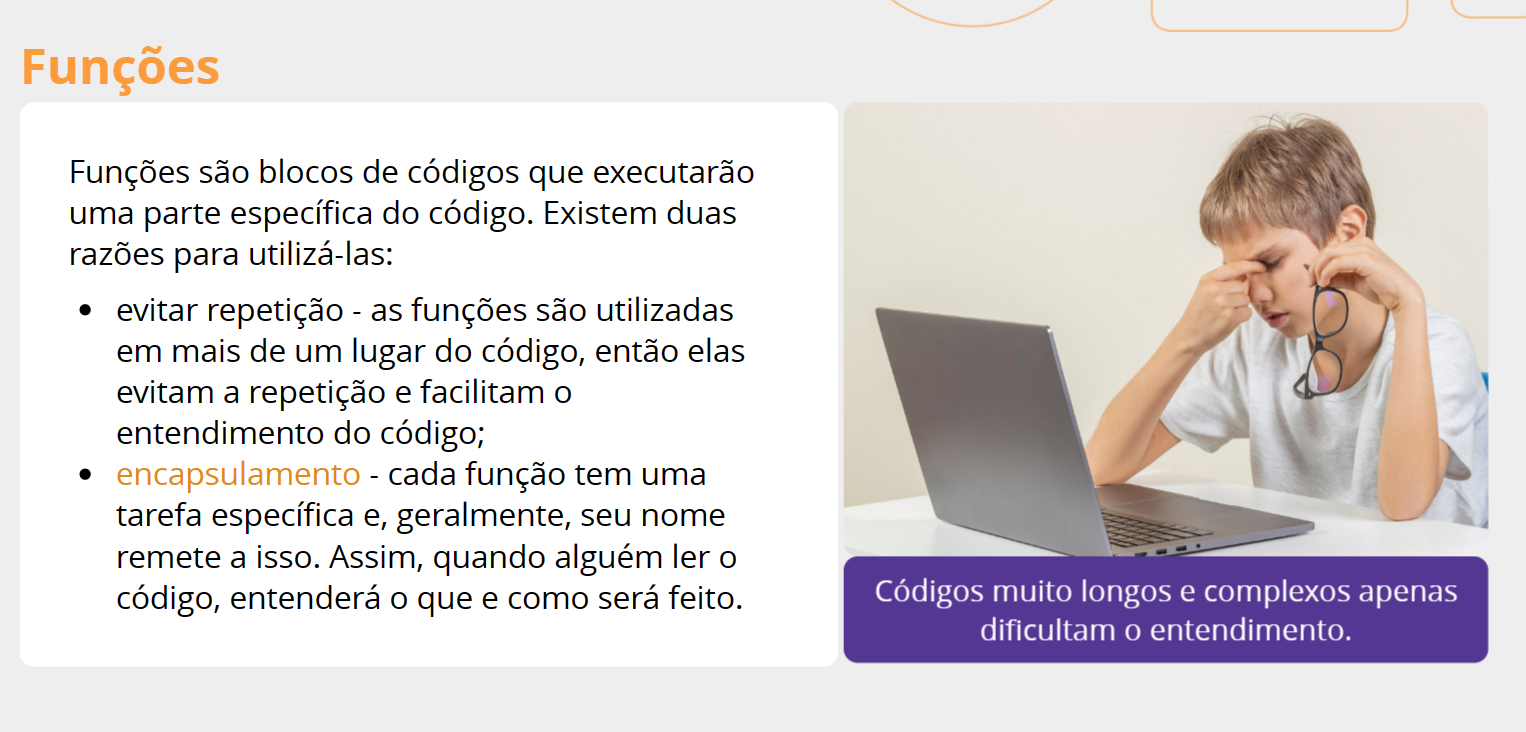 Funções
Funções são blocos de códigos que executarão
uma parte específica do código. Existem duas
razões para utilizá-las:
evitar repetição - as funções são utilizadas
em mais de um lugar do código, então elas
evitam a repetição e facilitam o
entendimento do código;
encapsulamento - cada função tem uma
tarefa específica e, geralmente, seu nome
remete a isso. Assim, quando alguém ler o
código, entenderá o que e como será feito.
Códigos muito longos e complexos apenas
dificultam o entendimento.